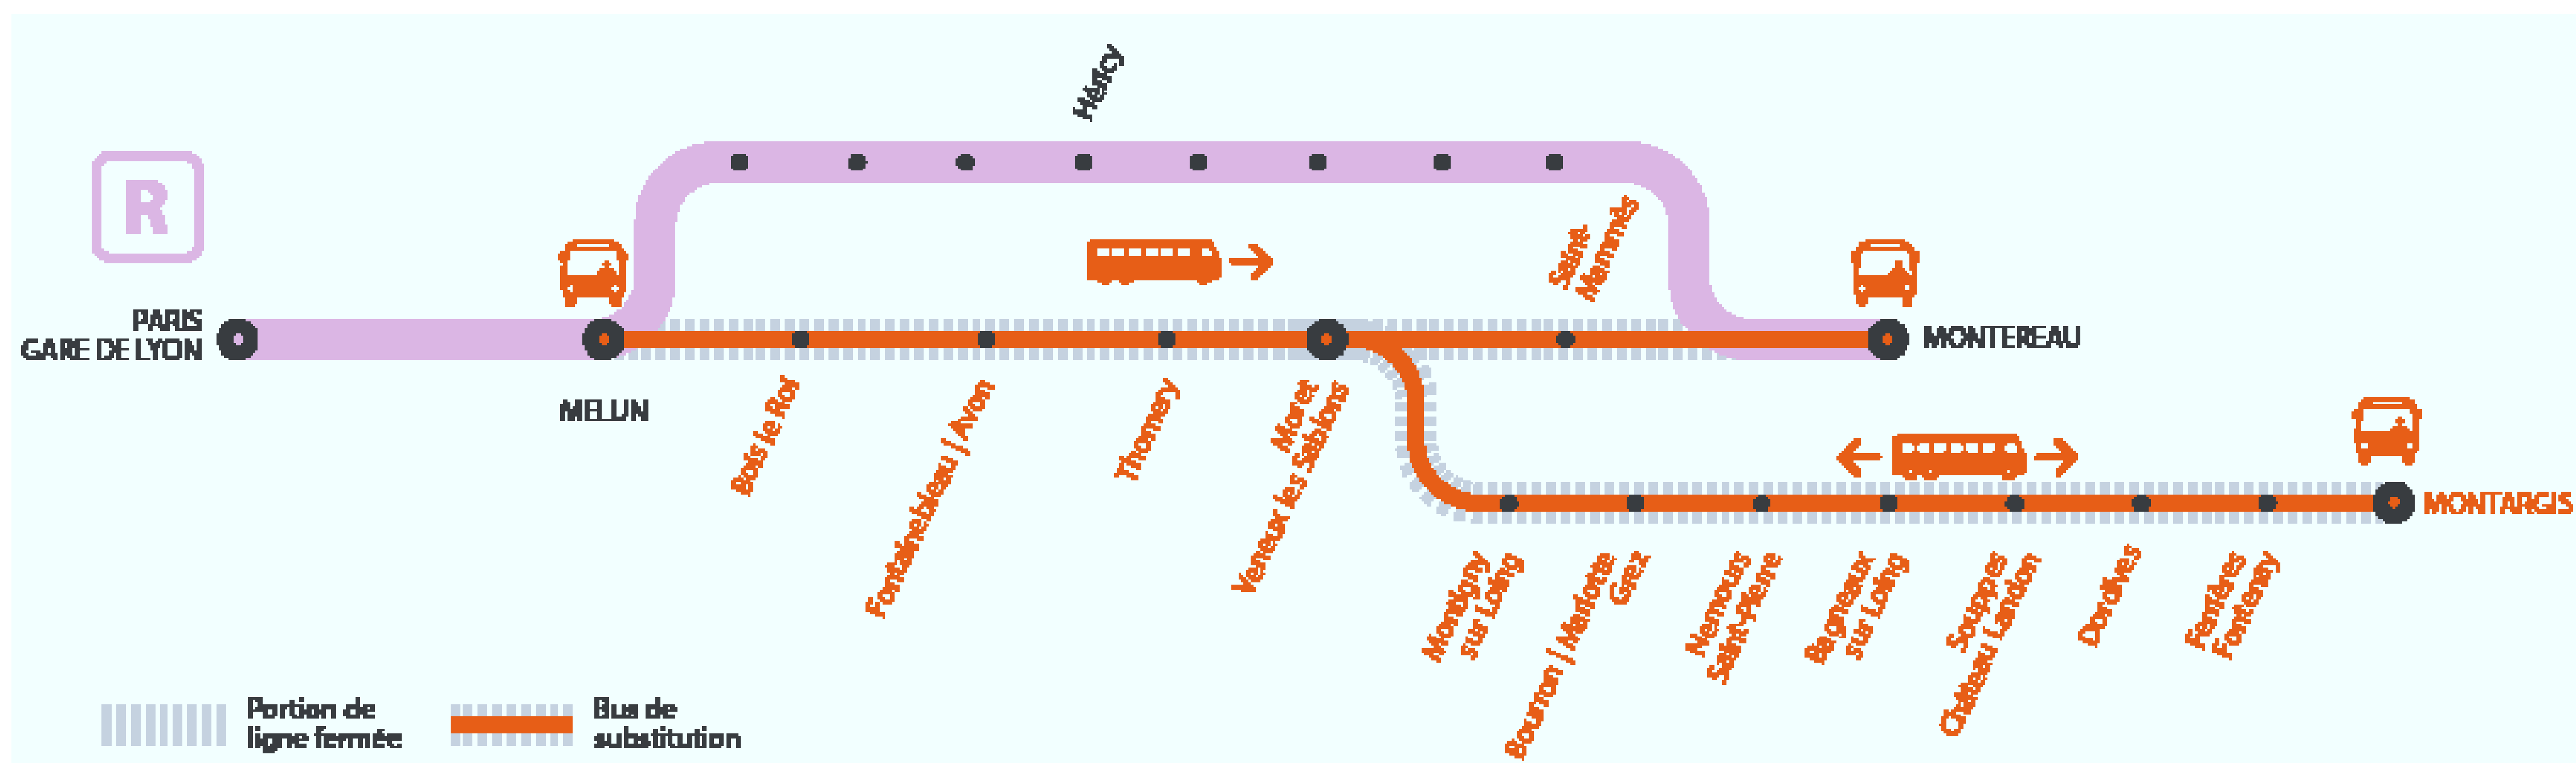 Héricy
R
PARIS
GARE DE LYON
MELUN
Saint-
Mammès
MONTEREAU
Bois le Roi
Fontainebleau | Avon
Thomery
Moret
Veneux les Sablons
MONTARGIS
Montigny
sur Loing
Bourron | Marlotte
Grez
Nemours
Saint-Pierre
Bagneaux
sur Loing
Souppes
Château Landon
Dordives
Ferrières
Fontenay
Portion de
ligne fermée
Bus de
substitution